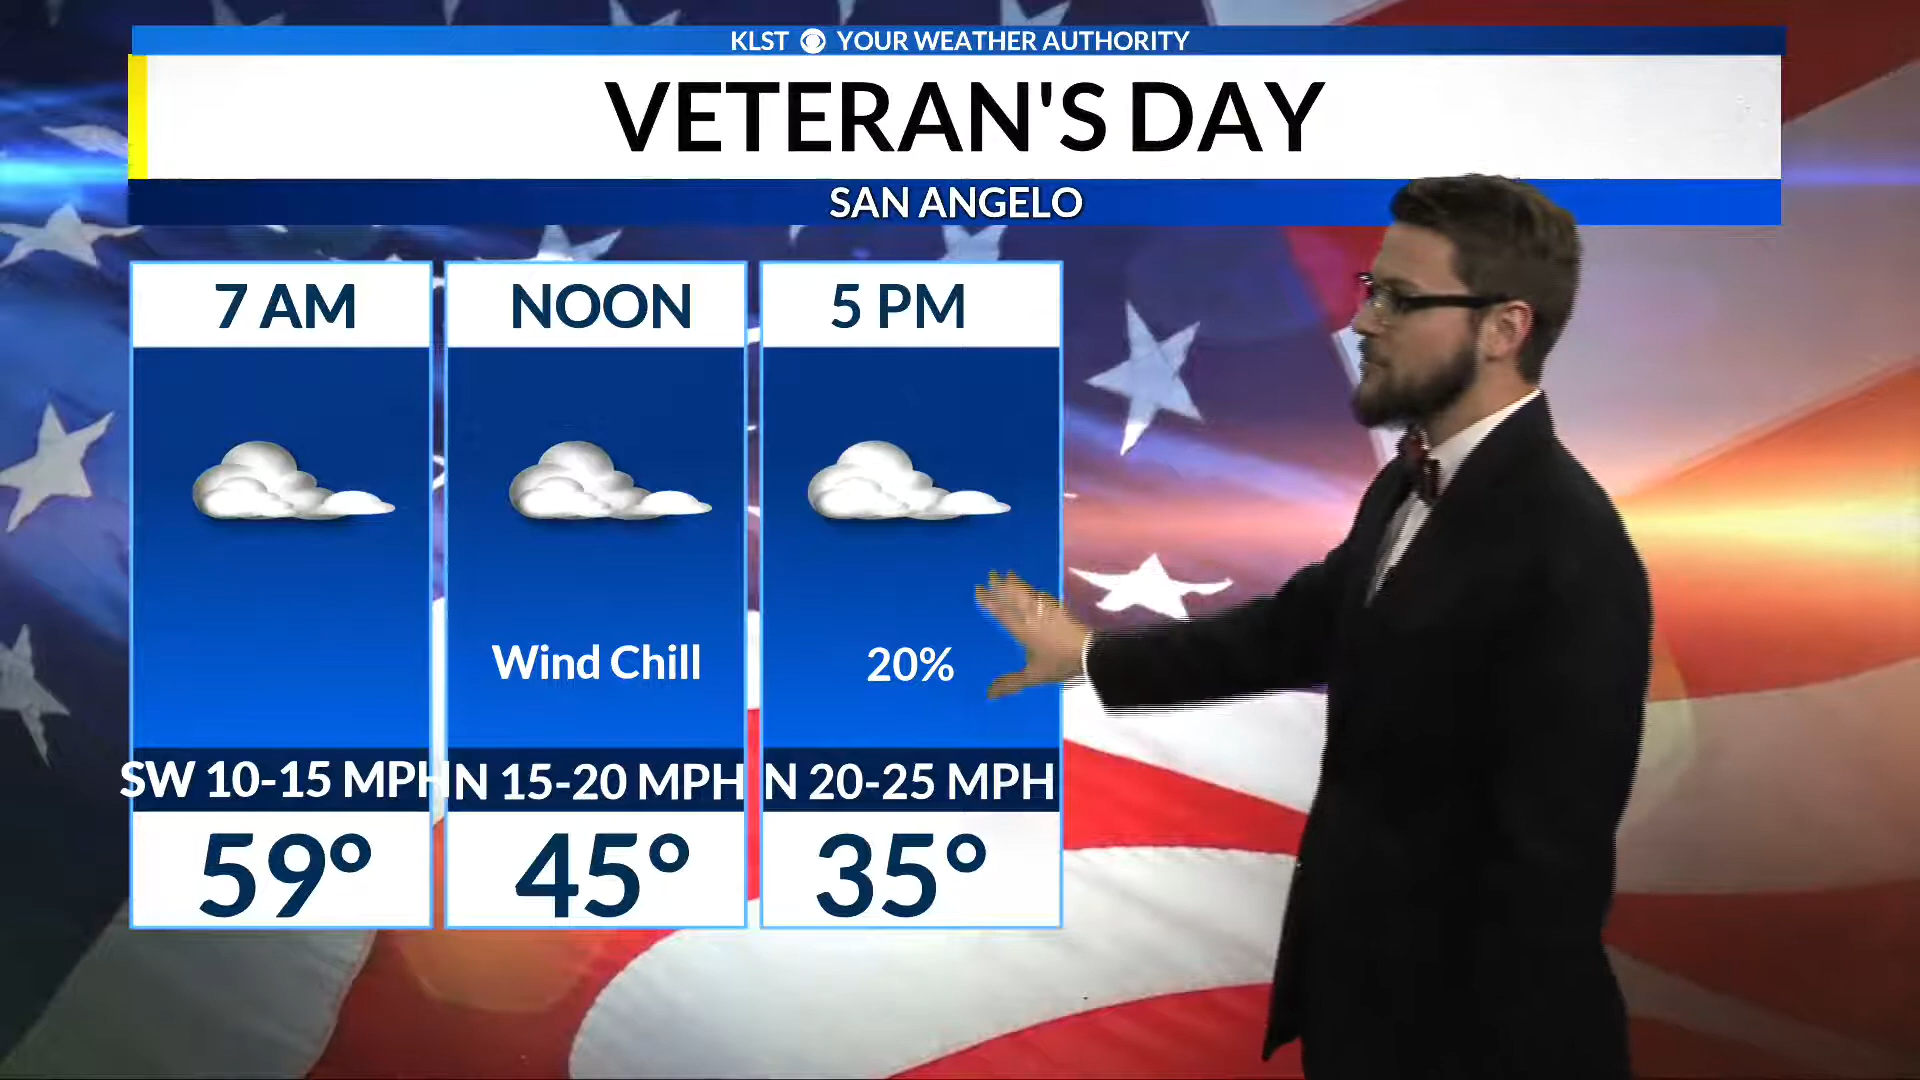 KLST YOUR WEATHER AUTHORITY
VETERAN'S DAY
SAN ANGELO
7 AM
SW 10-15 MPH
59°
NOON
Wind Chill
N 15-20 MPH
45°
5 PM
20%
N 20-25 MPH
35°